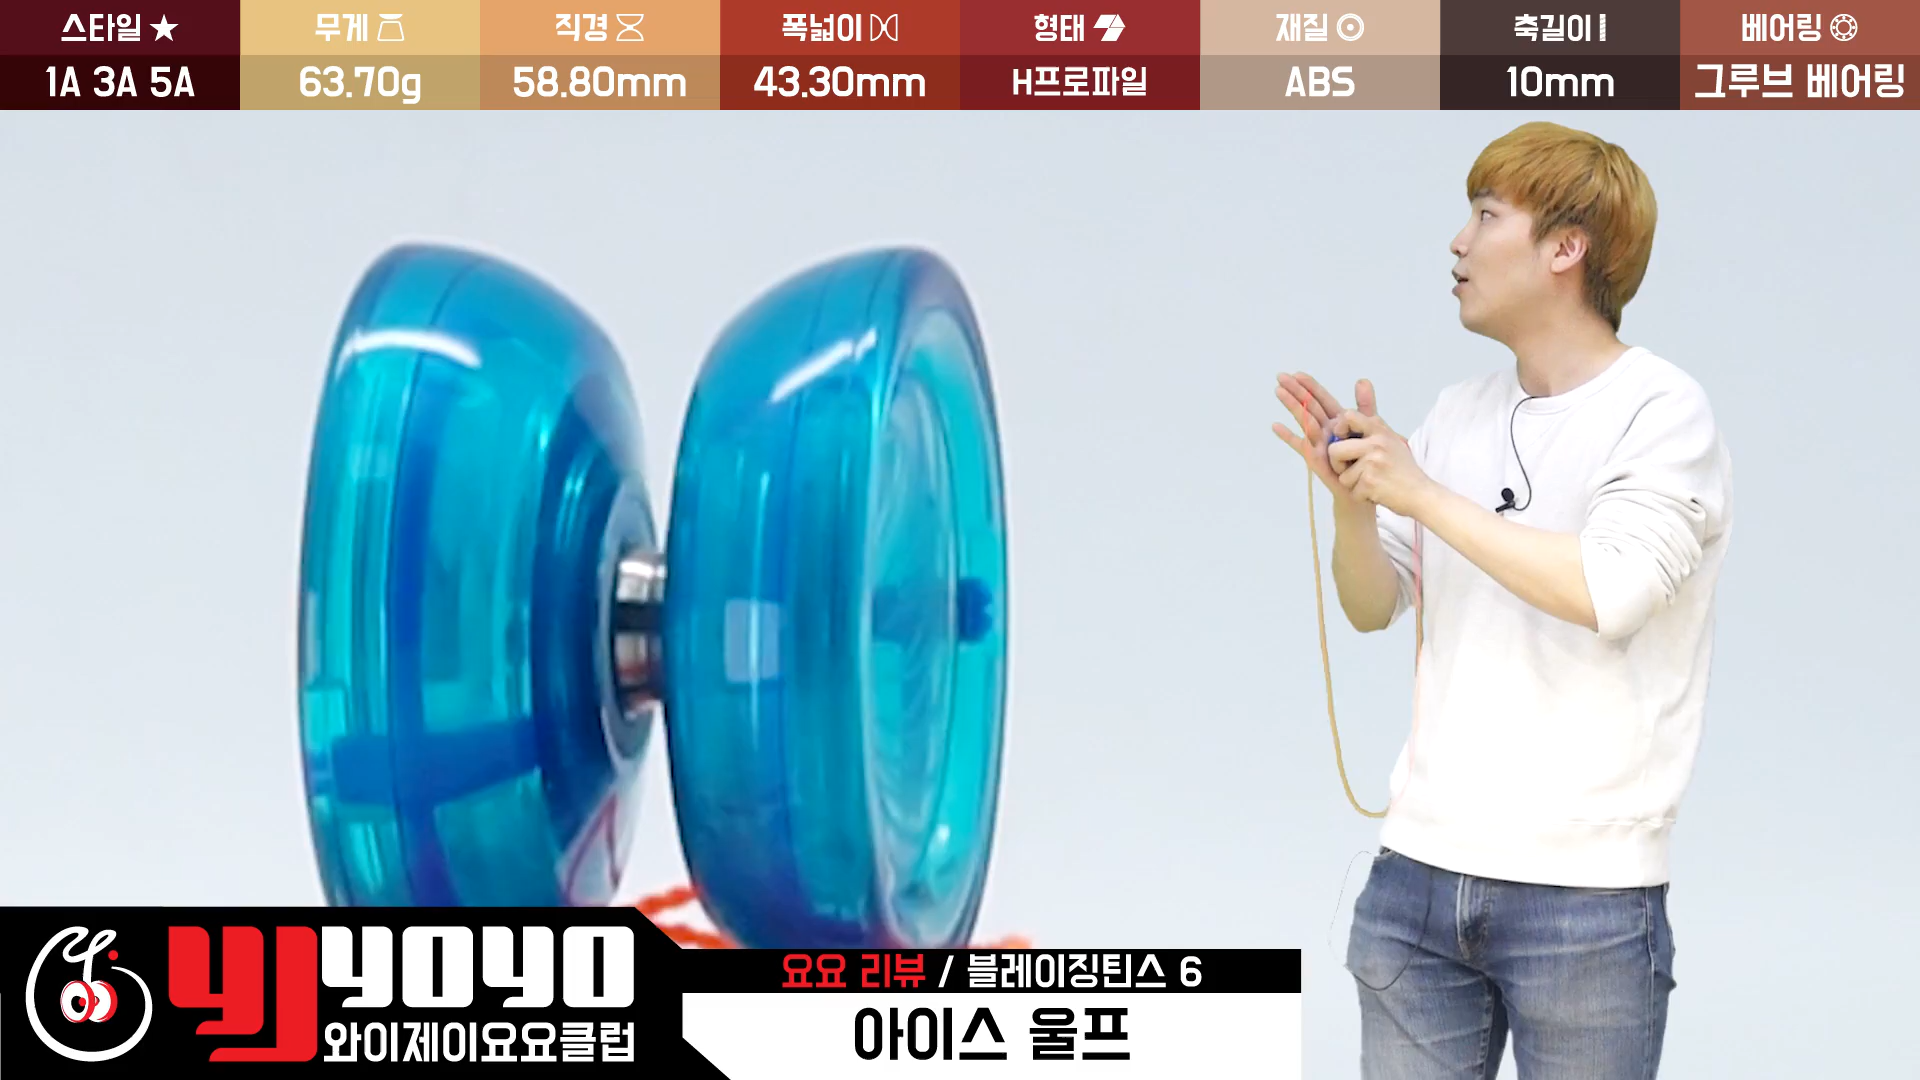 스타일 무게 직경 폭넓이 형태 재질 축길이 베어링
1A 3A 5A 63.70g 58.80mm 43.30mm H프로파일 ABS 10mm 그루브 베어링
YJYOYO
와이제이요요클럽
요요 리뷰 / 블레이징틴스 6
아이스 울프